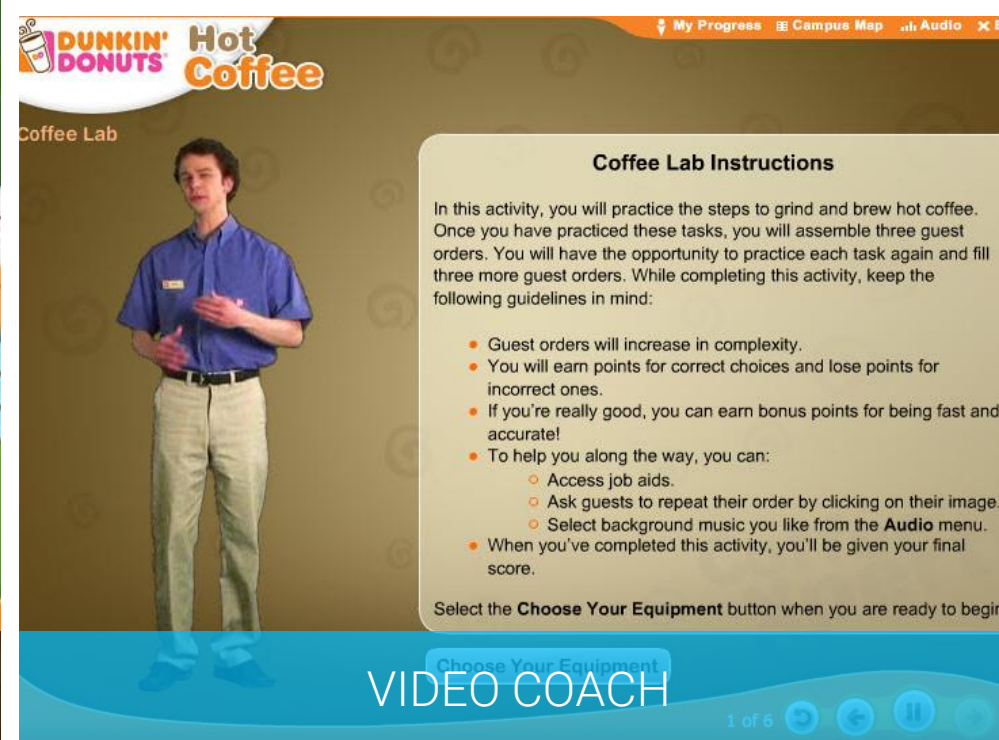 My Progress Campus Map Audio
DUNKIN' DONUTS
Hot Coffee
Coffee Lab
Coffee Lab Instructions
In this activity, you will practice the steps to grind and brew hot coffee.
Once you have practiced these tasks, you will assemble three guest
orders. You will have the opportunity to practice each task again and fill
three more guest orders. While completing this activity, keep the
following guidelines in mind:
Guest orders will increase in complexity.
You will earn points for correct choices and lose points for
incorrect ones.
If you're really good, you can earn bonus points for being fast and
accurate!
To help you along the way, you can:
Access job aids.
Ask guests to repeat their order by clicking on their image.
Select background music you like from the Audio menu.
When you've completed this activity, you'll be given your final
score.
Select the Choose Your Equipment button when you are ready to begin
Choose Your Equipment
VIDEO COACH
1 of 6